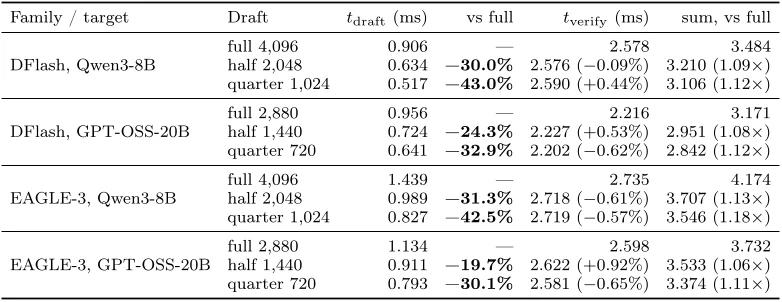 Family / target Draft t_draft (ms) vs full t_verify (ms) sum, vs full
full 4,096 0.906 — 2.578 3.484
DFlash, Qwen3-8B half 2,048 0.634 −30.0% 2.576 (−0.09%) 3.210 (1.09×)
quarter 1,024 0.517 −43.0% 2.590 (+0.44%) 3.106 (1.12×)
full 2,880 0.956 — 2.216 3.171
DFlash, GPT-OSS-20B half 1,440 0.724 −24.3% 2.227 (+0.53%) 2.951 (1.08×)
quarter 720 0.641 −32.9% 2.202 (−0.62%) 2.842 (1.12×)
full 4,096 1.439 — 2.735 4.174
EAGLE-3, Qwen3-8B half 2,048 0.989 −31.3% 2.718 (−0.61%) 3.707 (1.13×)
quarter 1,024 0.827 −42.5% 2.719 (−0.57%) 3.546 (1.18×)
full 2,880 1.134 — 2.598 3.732
EAGLE-3, GPT-OSS-20B half 1,440 0.911 −19.7% 2.622 (+0.92%) 3.533 (1.06×)
quarter 720 0.793 −30.1% 2.581 (−0.65%) 3.374 (1.11×)